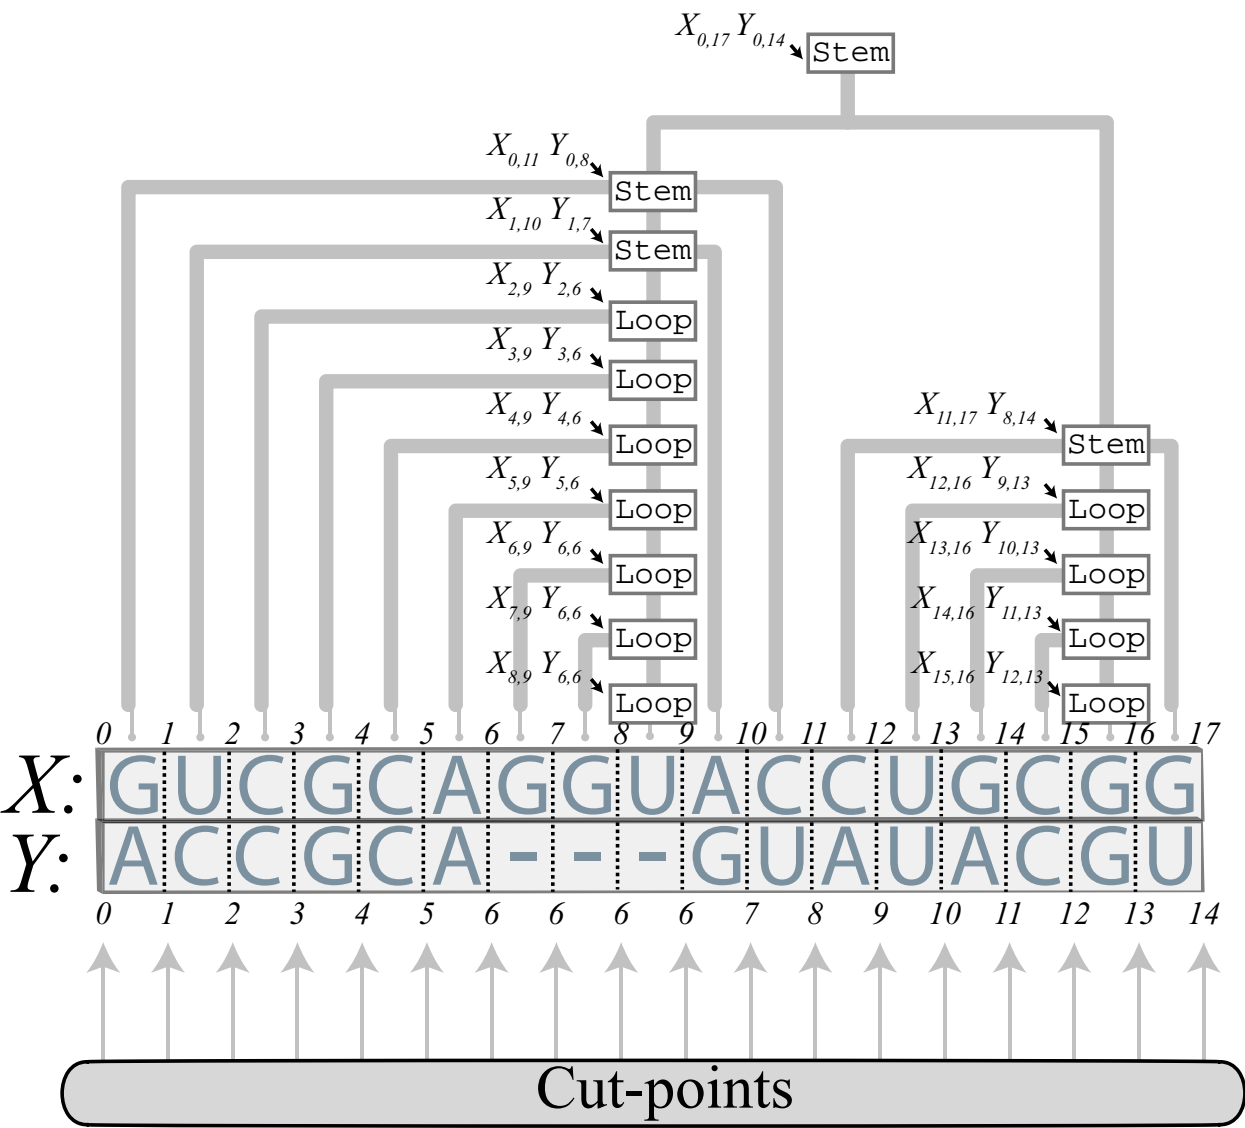 X0,17 Y0,14 Stem
X0,11 Y0,8 Stem
X1,10 Y1,7 Stem
X2,9 Y2,6 Loop
X3,9 Y3,6 Loop
X4,9 Y4,6 Loop
X11,17 Y8,14 Stem
X5,9 Y5,6 Loop
X12,16 Y9,13 Loop
X6,9 Y6,6 Loop
X13,16 Y10,13 Loop
X7,9 Y6,6 Loop
X14,16 Y11,13 Loop
X8,9 Y6,6 Loop
X15,16 Y12,13 Loop
0 1 2 3 4 5 6 7 8 9 10 11 12 13 14 15 16 17
X: G U C G C A G G U A C C U G C G G
Y: A C C G C A - - - G U A U A C G U
0 1 2 3 4 5 6 6 6 6 7 8 9 10 11 12 13 14
Cut-points